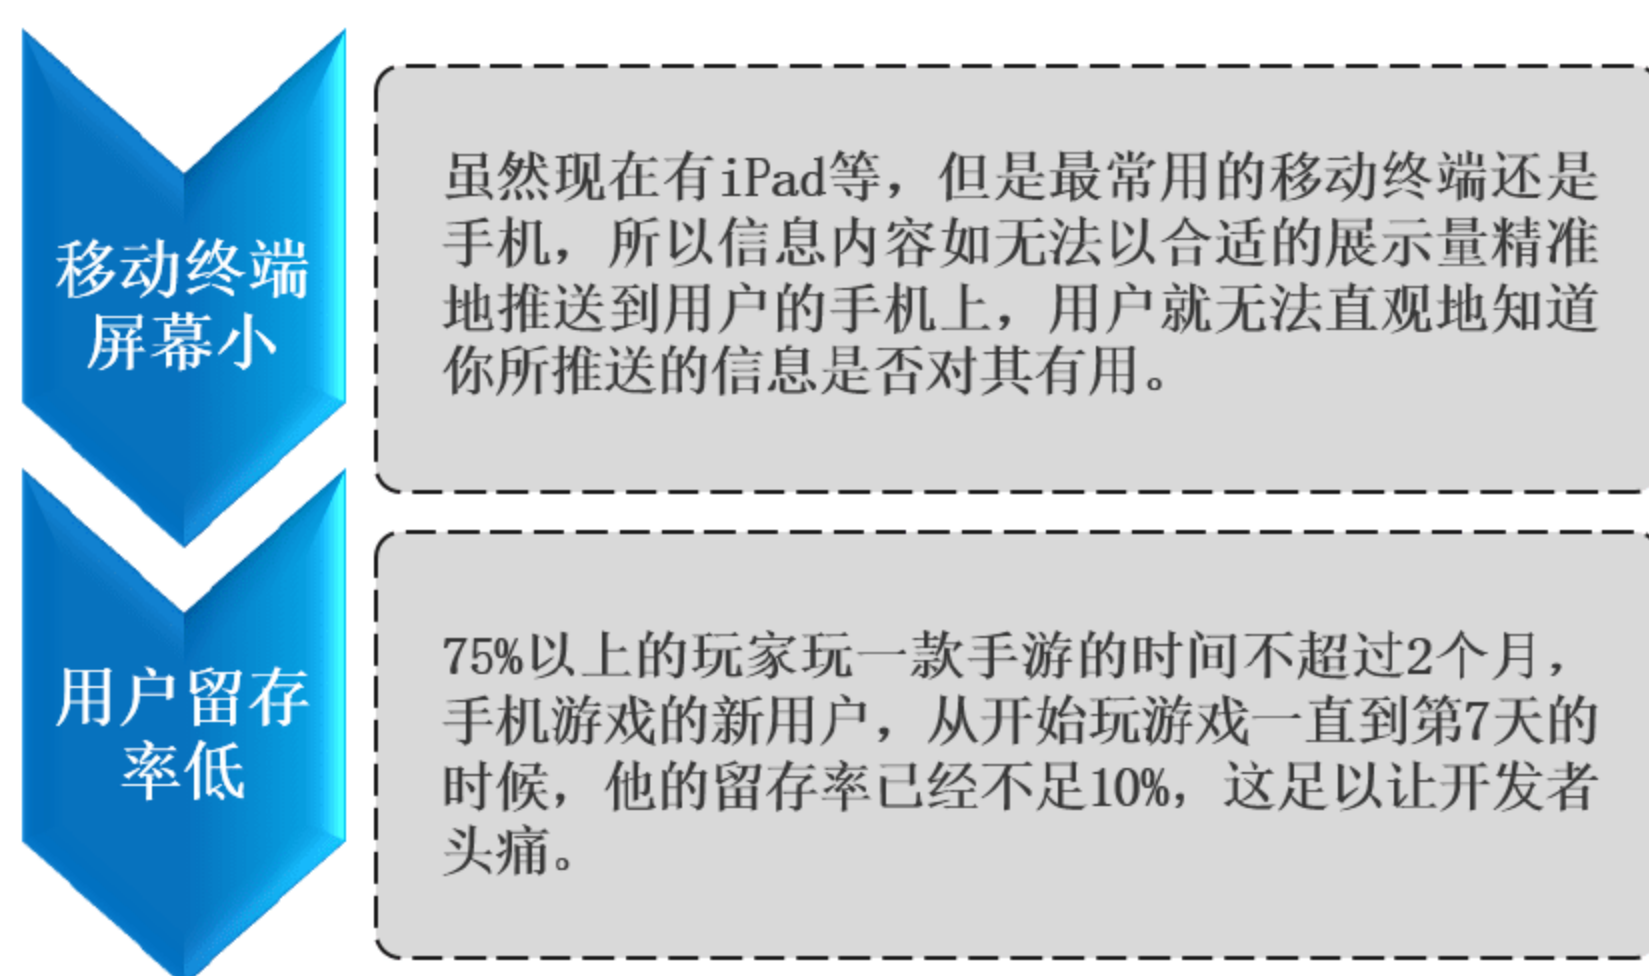 移动终端
屏幕小
虽然现在有iPad等，但是最常用的移动终端还是
手机，所以信息内容如无法以合适的展示量精准
地推送到用户的手机上，用户就无法直观地知道
你所推送的信息是否对其有用。
用户留存
率低
75%以上的玩家玩一款手游的时间不超过2个月，
手机游戏的新用户，从开始玩游戏一直到第7天的
时候，他的留存率已经不足10%，这足以让开发者
头痛。